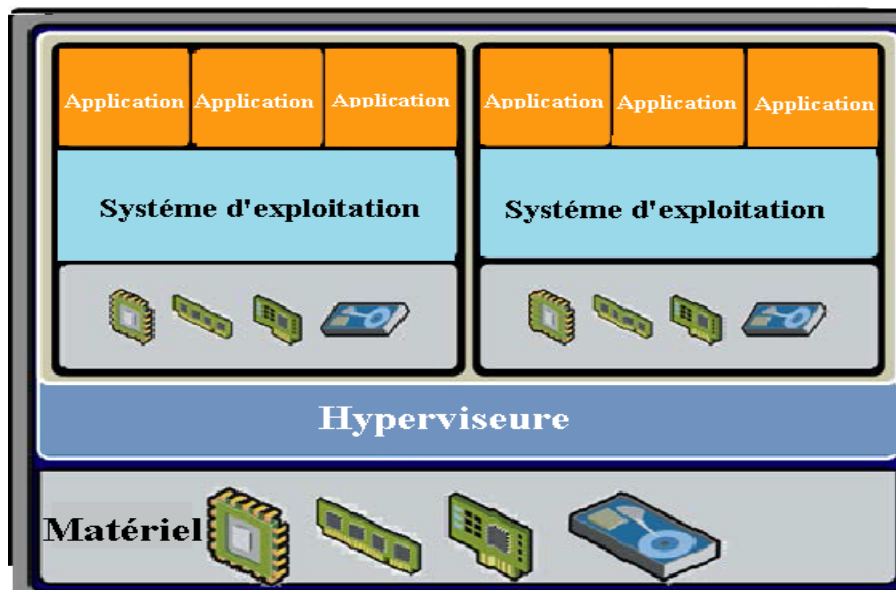 Application Application Application Application Application Application
Systéme d'exploitation Systéme d'exploitation
Hyperviseure
Matériel